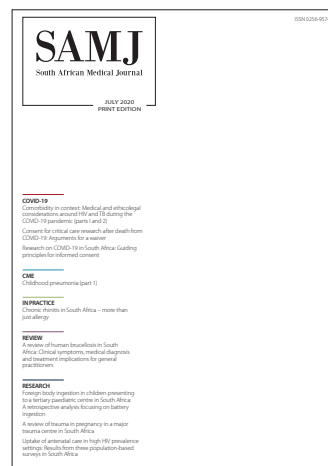 ISSN 0256-957
SAMJ
South African Medical Journal
JULY 2020
PRINT EDITION
COVID-19
Comorbidity in context: Medical and ethicolegal
considerations around HIV and TB during the
COVID-19 pandemic (parts 1 and 2)
Consent for critical care research after death from
COVID-19: Arguments for a waiver
Research on COVID-19 in South Africa: Guiding
principles for informed consent
CME
Childhood pneumonia (part 1)
IN PRACTICE
Chronic rhinitis in South Africa – more than
just allergy
REVIEW
A review of human brucellosis in South
Africa: Clinical symptoms, medical diagnosis
and treatment implications for general
practitioners
RESEARCH
Foreign body ingestion in children presenting
to a tertiary paediatric centre in South Africa:
A retrospective analysis focusing on battery
ingestion
A review of trauma in pregnancy in a major
trauma centre in South Africa
Uptake of antenatal care in high HIV prevalence
settings: Results from three population-based
surveys in South Africa